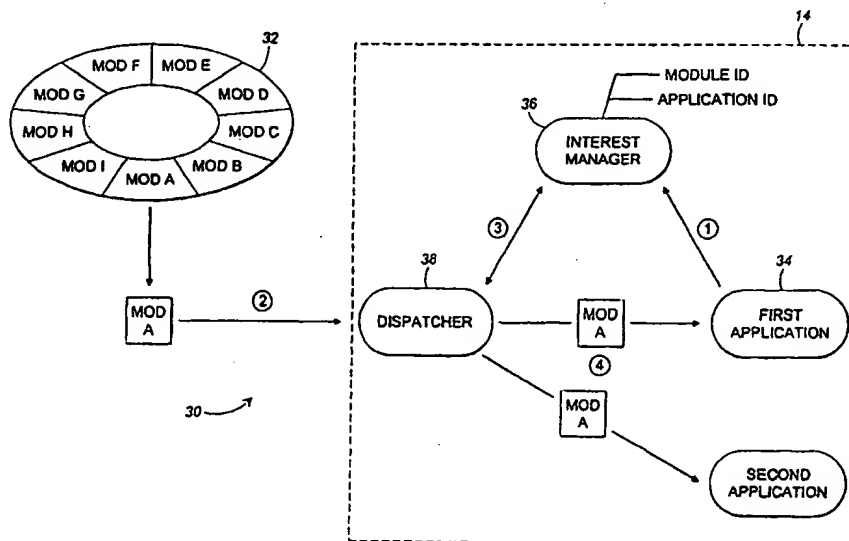 14
32
MOD F
MOD E
MOD G
MOD D
MOD H
MOD C
MOD I
MOD A
MOD B
MODULE ID
APPLICATION ID
36
INTEREST
MANAGER
3
1
38
34
MOD
A
2
DISPATCHER
MOD
A
FIRST
APPLICATION
4
30
MOD
A
SECOND
APPLICATION